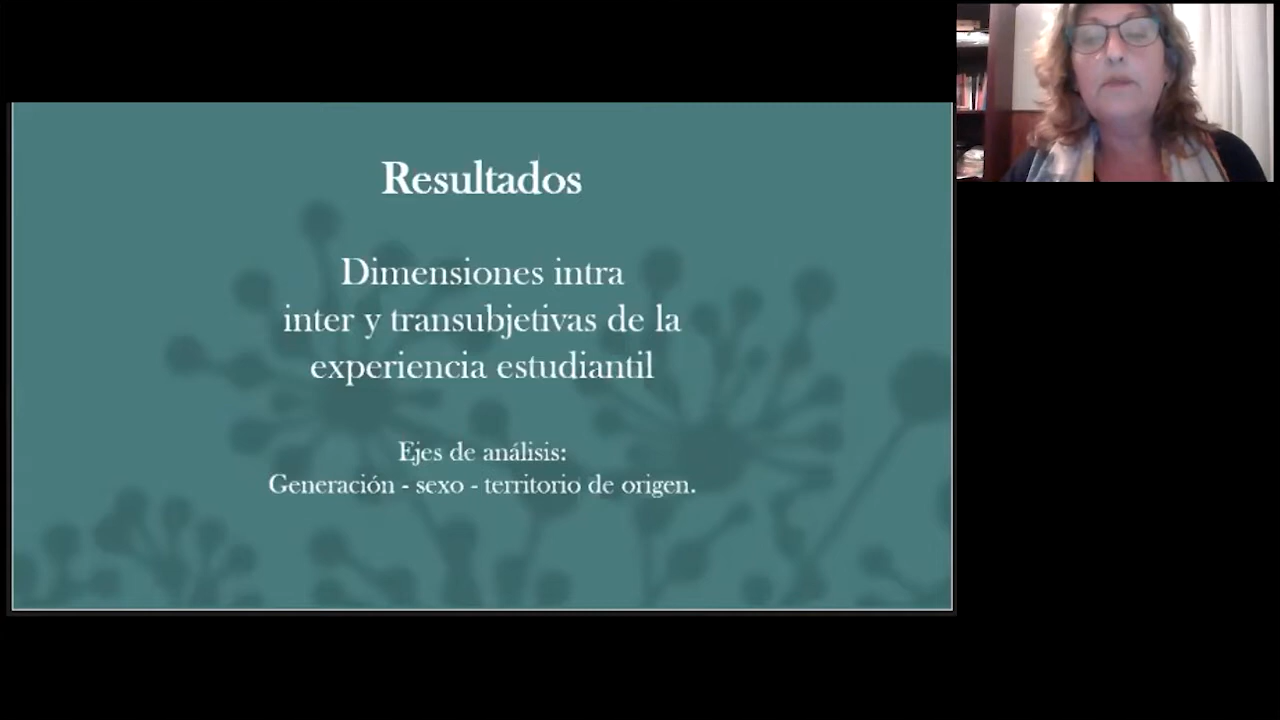 Resultados
Dimensiones intra
inter y transubjetivas de la
experiencia estudiantil
Ejes de análisis:
Generación - sexo - territorio de origen.